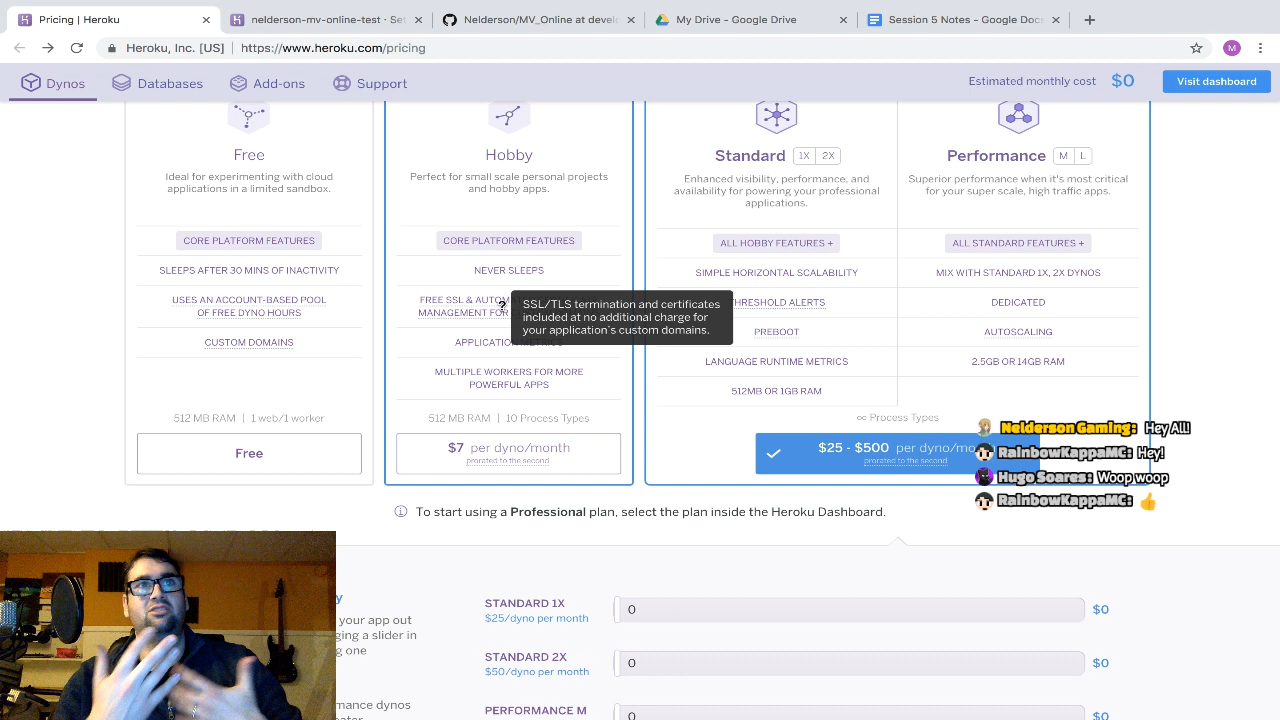 Pricing | Heroku
nelderson-mv-online-test · Se
Nelderson/MV_Online at develo
My Drive - Google Drive
Session 5 Notes - Google Docs
Heroku, Inc. [US] | https://www.heroku.com/pricing
M
Dynos
Databases
Add-ons
Support
Estimated monthly cost $0
Visit dashboard
Free
Ideal for experimenting with cloud
applications in a limited sandbox.
CORE PLATFORM FEATURES
SLEEPS AFTER 30 MINS OF INACTIVITY
USES AN ACCOUNT-BASED POOL
OF FREE DYNO HOURS
CUSTOM DOMAINS
512 MB RAM | 1 web/1 worker
Free
Hobby
Perfect for small scale personal projects
and hobby apps.
CORE PLATFORM FEATURES
NEVER SLEEPS
FREE SSL & AUTOM
MANAGEMENT FOR
?
SSL/TLS termination and certificates
included at no additional charge for
your application's custom domains.
APPLICATION METRICS
MULTIPLE WORKERS FOR MORE
POWERFUL APPS
512 MB RAM | 10 Process Types
$7 per dyno/month
prorated to the second
Standard 1X 2X
Enhanced visibility, performance, and
availability for powering your professional
applications.
ALL HOBBY FEATURES +
SIMPLE HORIZONTAL SCALABILITY
THRESHOLD ALERTS
PREBOOT
LANGUAGE RUNTIME METRICS
512MB OR 1GB RAM
Performance M L
Superior performance when it's most critical
for your super scale, high traffic apps.
ALL STANDARD FEATURES +
MIX WITH STANDARD 1X, 2X DYNOS
DEDICATED
AUTOSCALING
2.5GB OR 14GB RAM
∞ Process Types
$25 - $500 per dyno/mo
prorated to the second
Nelderson Gaming: Hey All!
RainbowKappaMC: Hey!
Hugo Soares: Woop woop
RainbowKappaMC: 👍
To start using a Professional plan, select the plan inside the Heroku Dashboard.
y
your app out
ging a slider in
g one
rmance dynos
STANDARD 1X
$25/dyno per month
0
$0
STANDARD 2X
$50/dyno per month
0
$0
PERFORMANCE M
0
$0